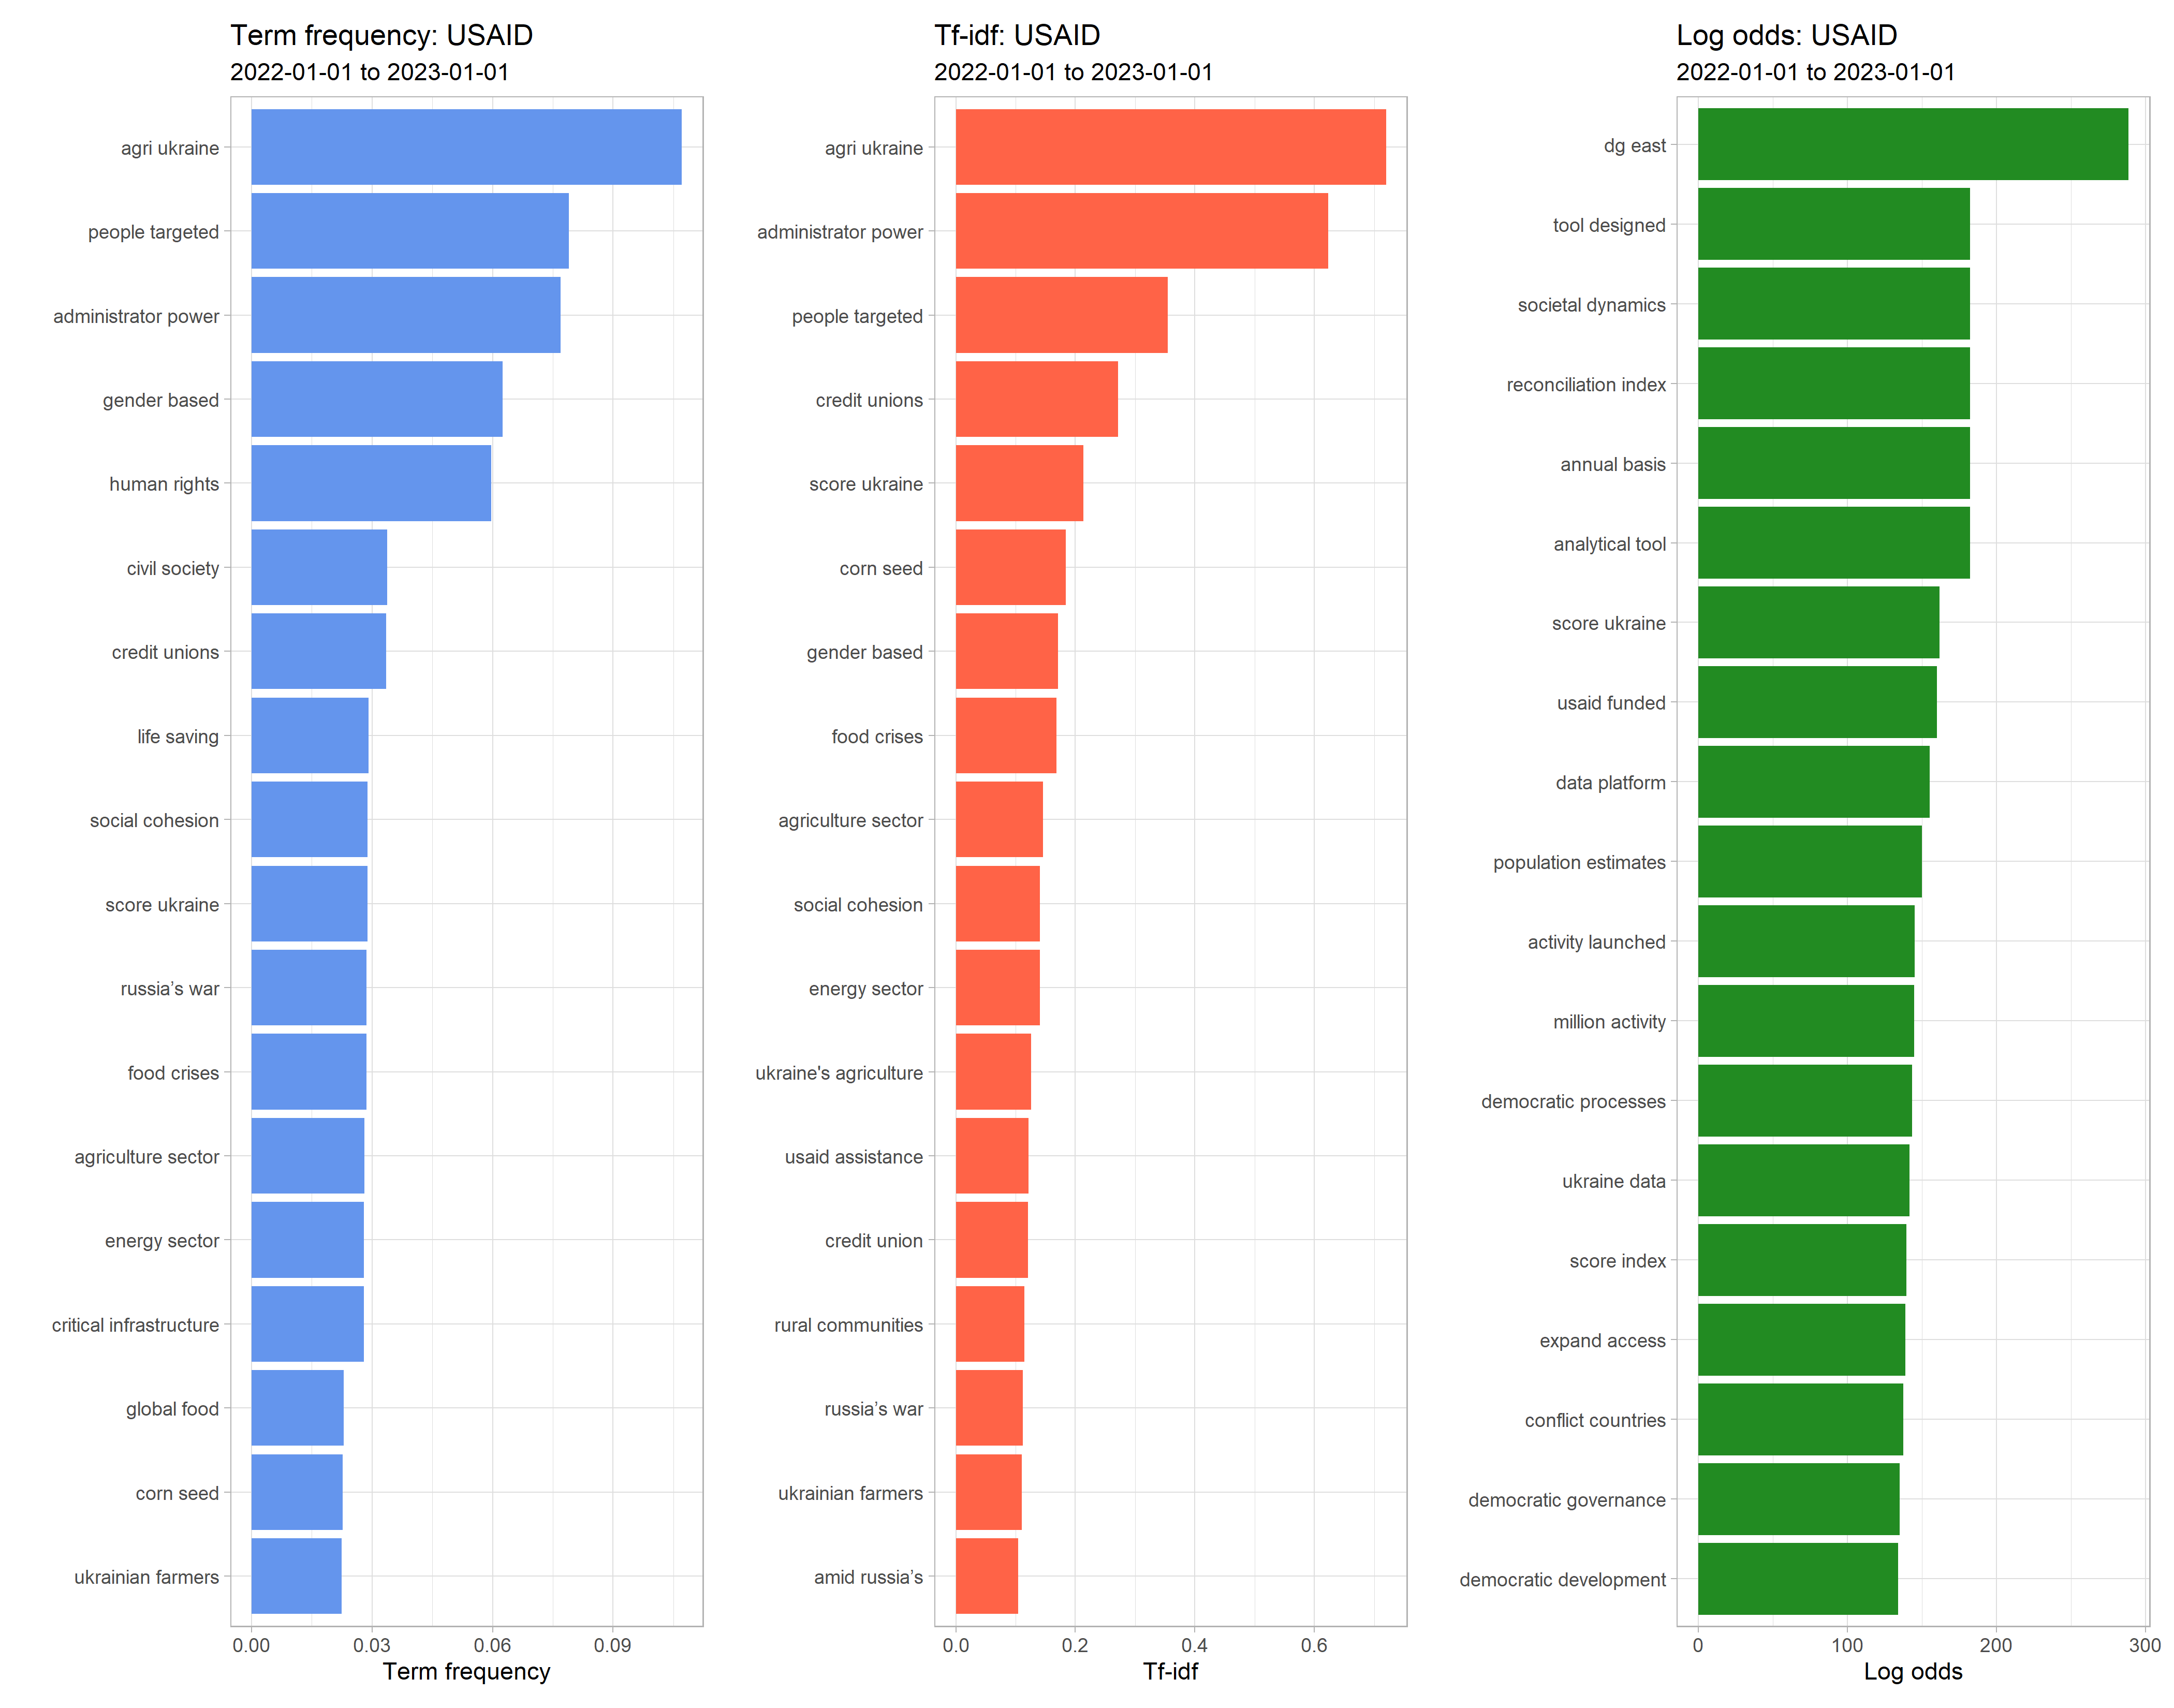 Term frequency: USAID
2022-01-01 to 2023-01-01
agri ukraine
people targeted
administrator power
gender based
human rights
civil society
credit unions
life saving
social cohesion
score ukraine
russia’s war
food crises
agriculture sector
energy sector
critical infrastructure
global food
corn seed
ukrainian farmers
0.00 0.03 0.06 0.09
Term frequency
Tf-idf: USAID
2022-01-01 to 2023-01-01
agri ukraine
administrator power
people targeted
credit unions
score ukraine
corn seed
gender based
food crises
agriculture sector
social cohesion
energy sector
ukraine's agriculture
usaid assistance
credit union
rural communities
russia’s war
ukrainian farmers
amid russia’s
0.0 0.2 0.4 0.6
Tf-idf
Log odds: USAID
2022-01-01 to 2023-01-01
dg east
tool designed
societal dynamics
reconciliation index
annual basis
analytical tool
score ukraine
usaid funded
data platform
population estimates
activity launched
million activity
democratic processes
ukraine data
score index
expand access
conflict countries
democratic governance
democratic development
0 100 200 300
Log odds